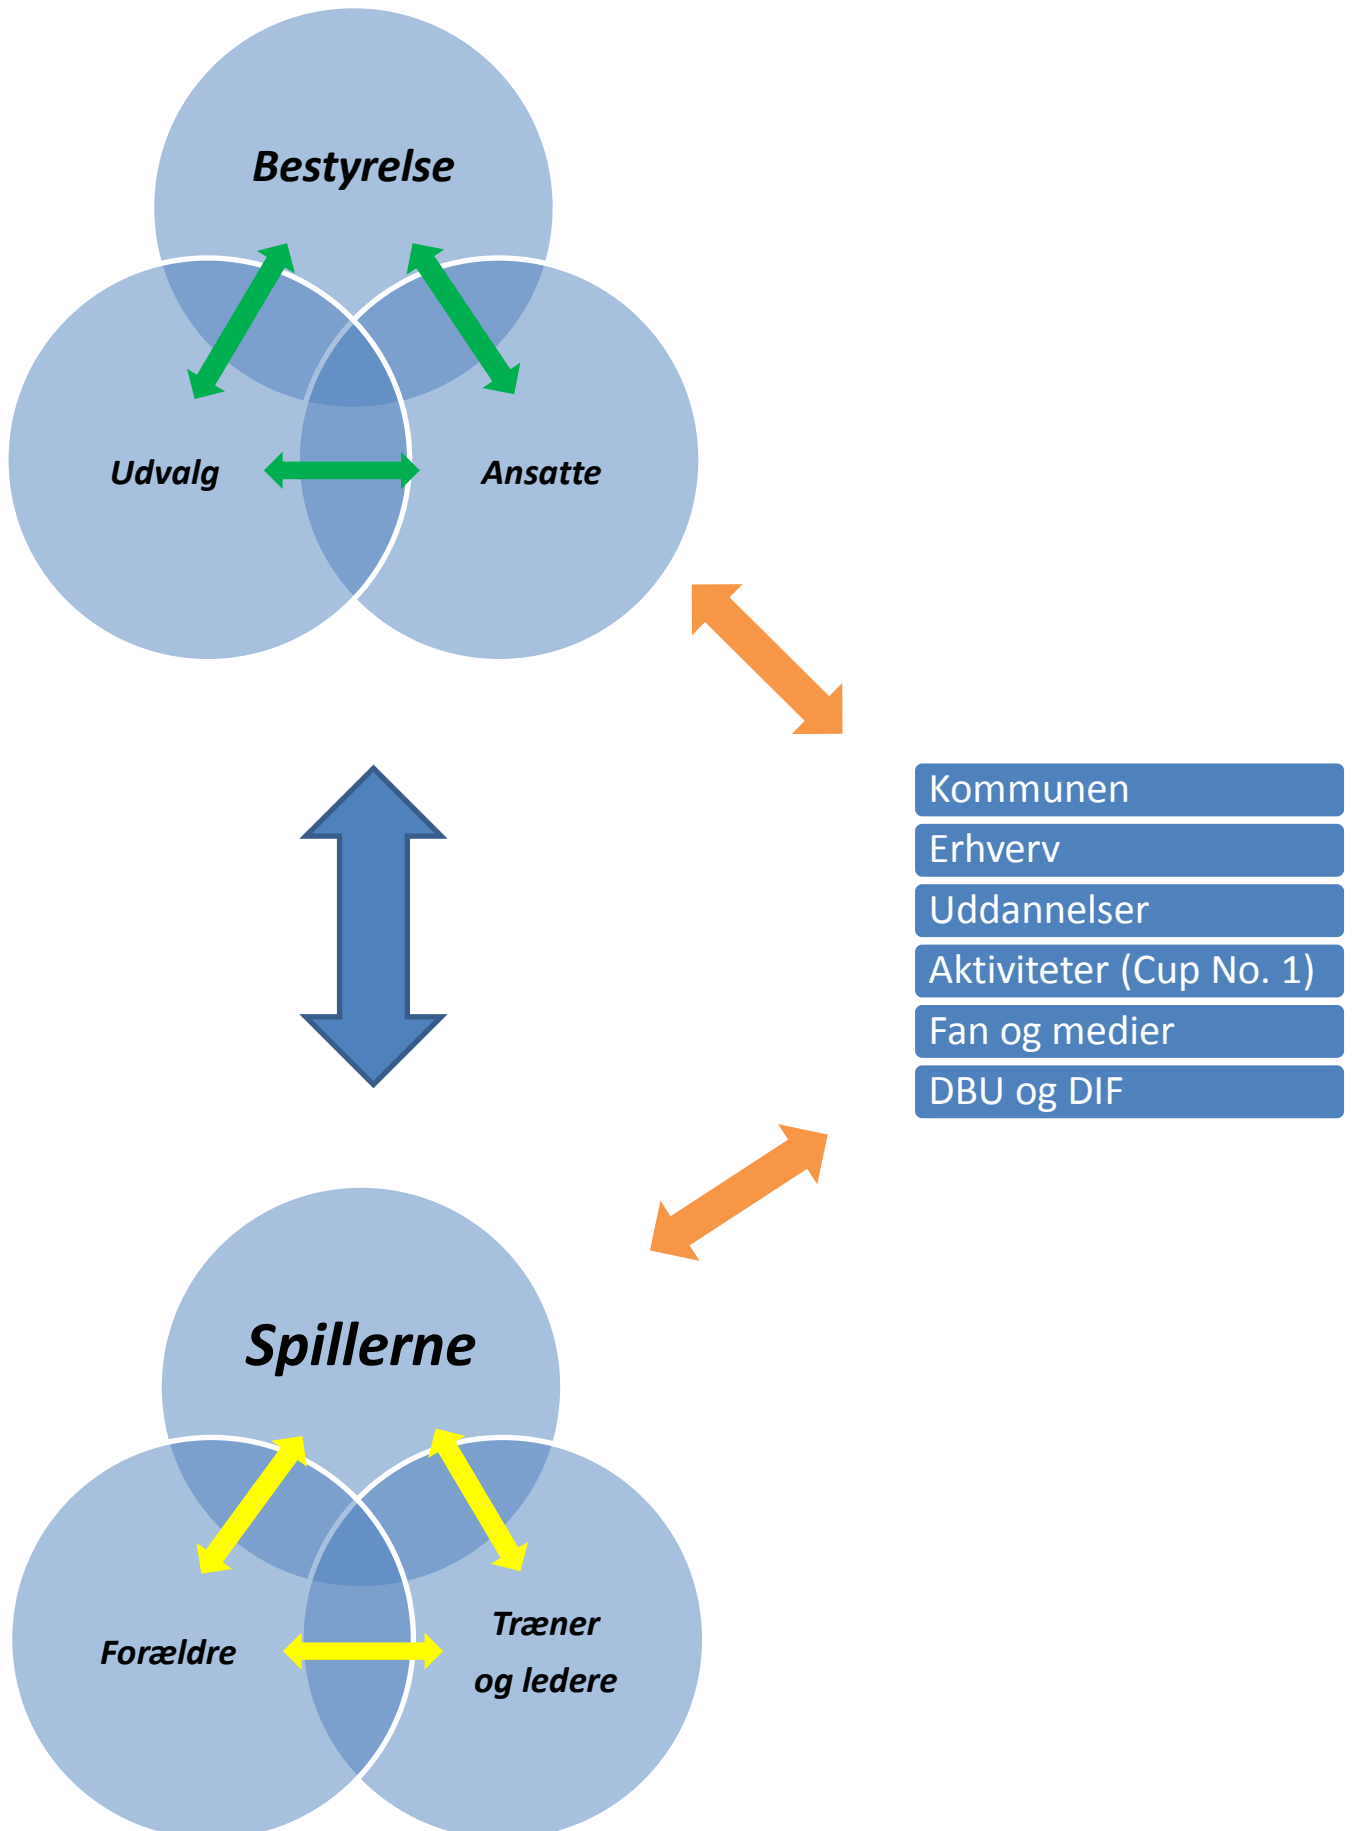 Bestyrelse
Udvalg
Ansatte
Kommunen
Erhverv
Uddannelser
Aktiviteter (Cup No. 1)
Fan og medier
DBU og DIF
Spillerne
Forældre
Træner
og ledere